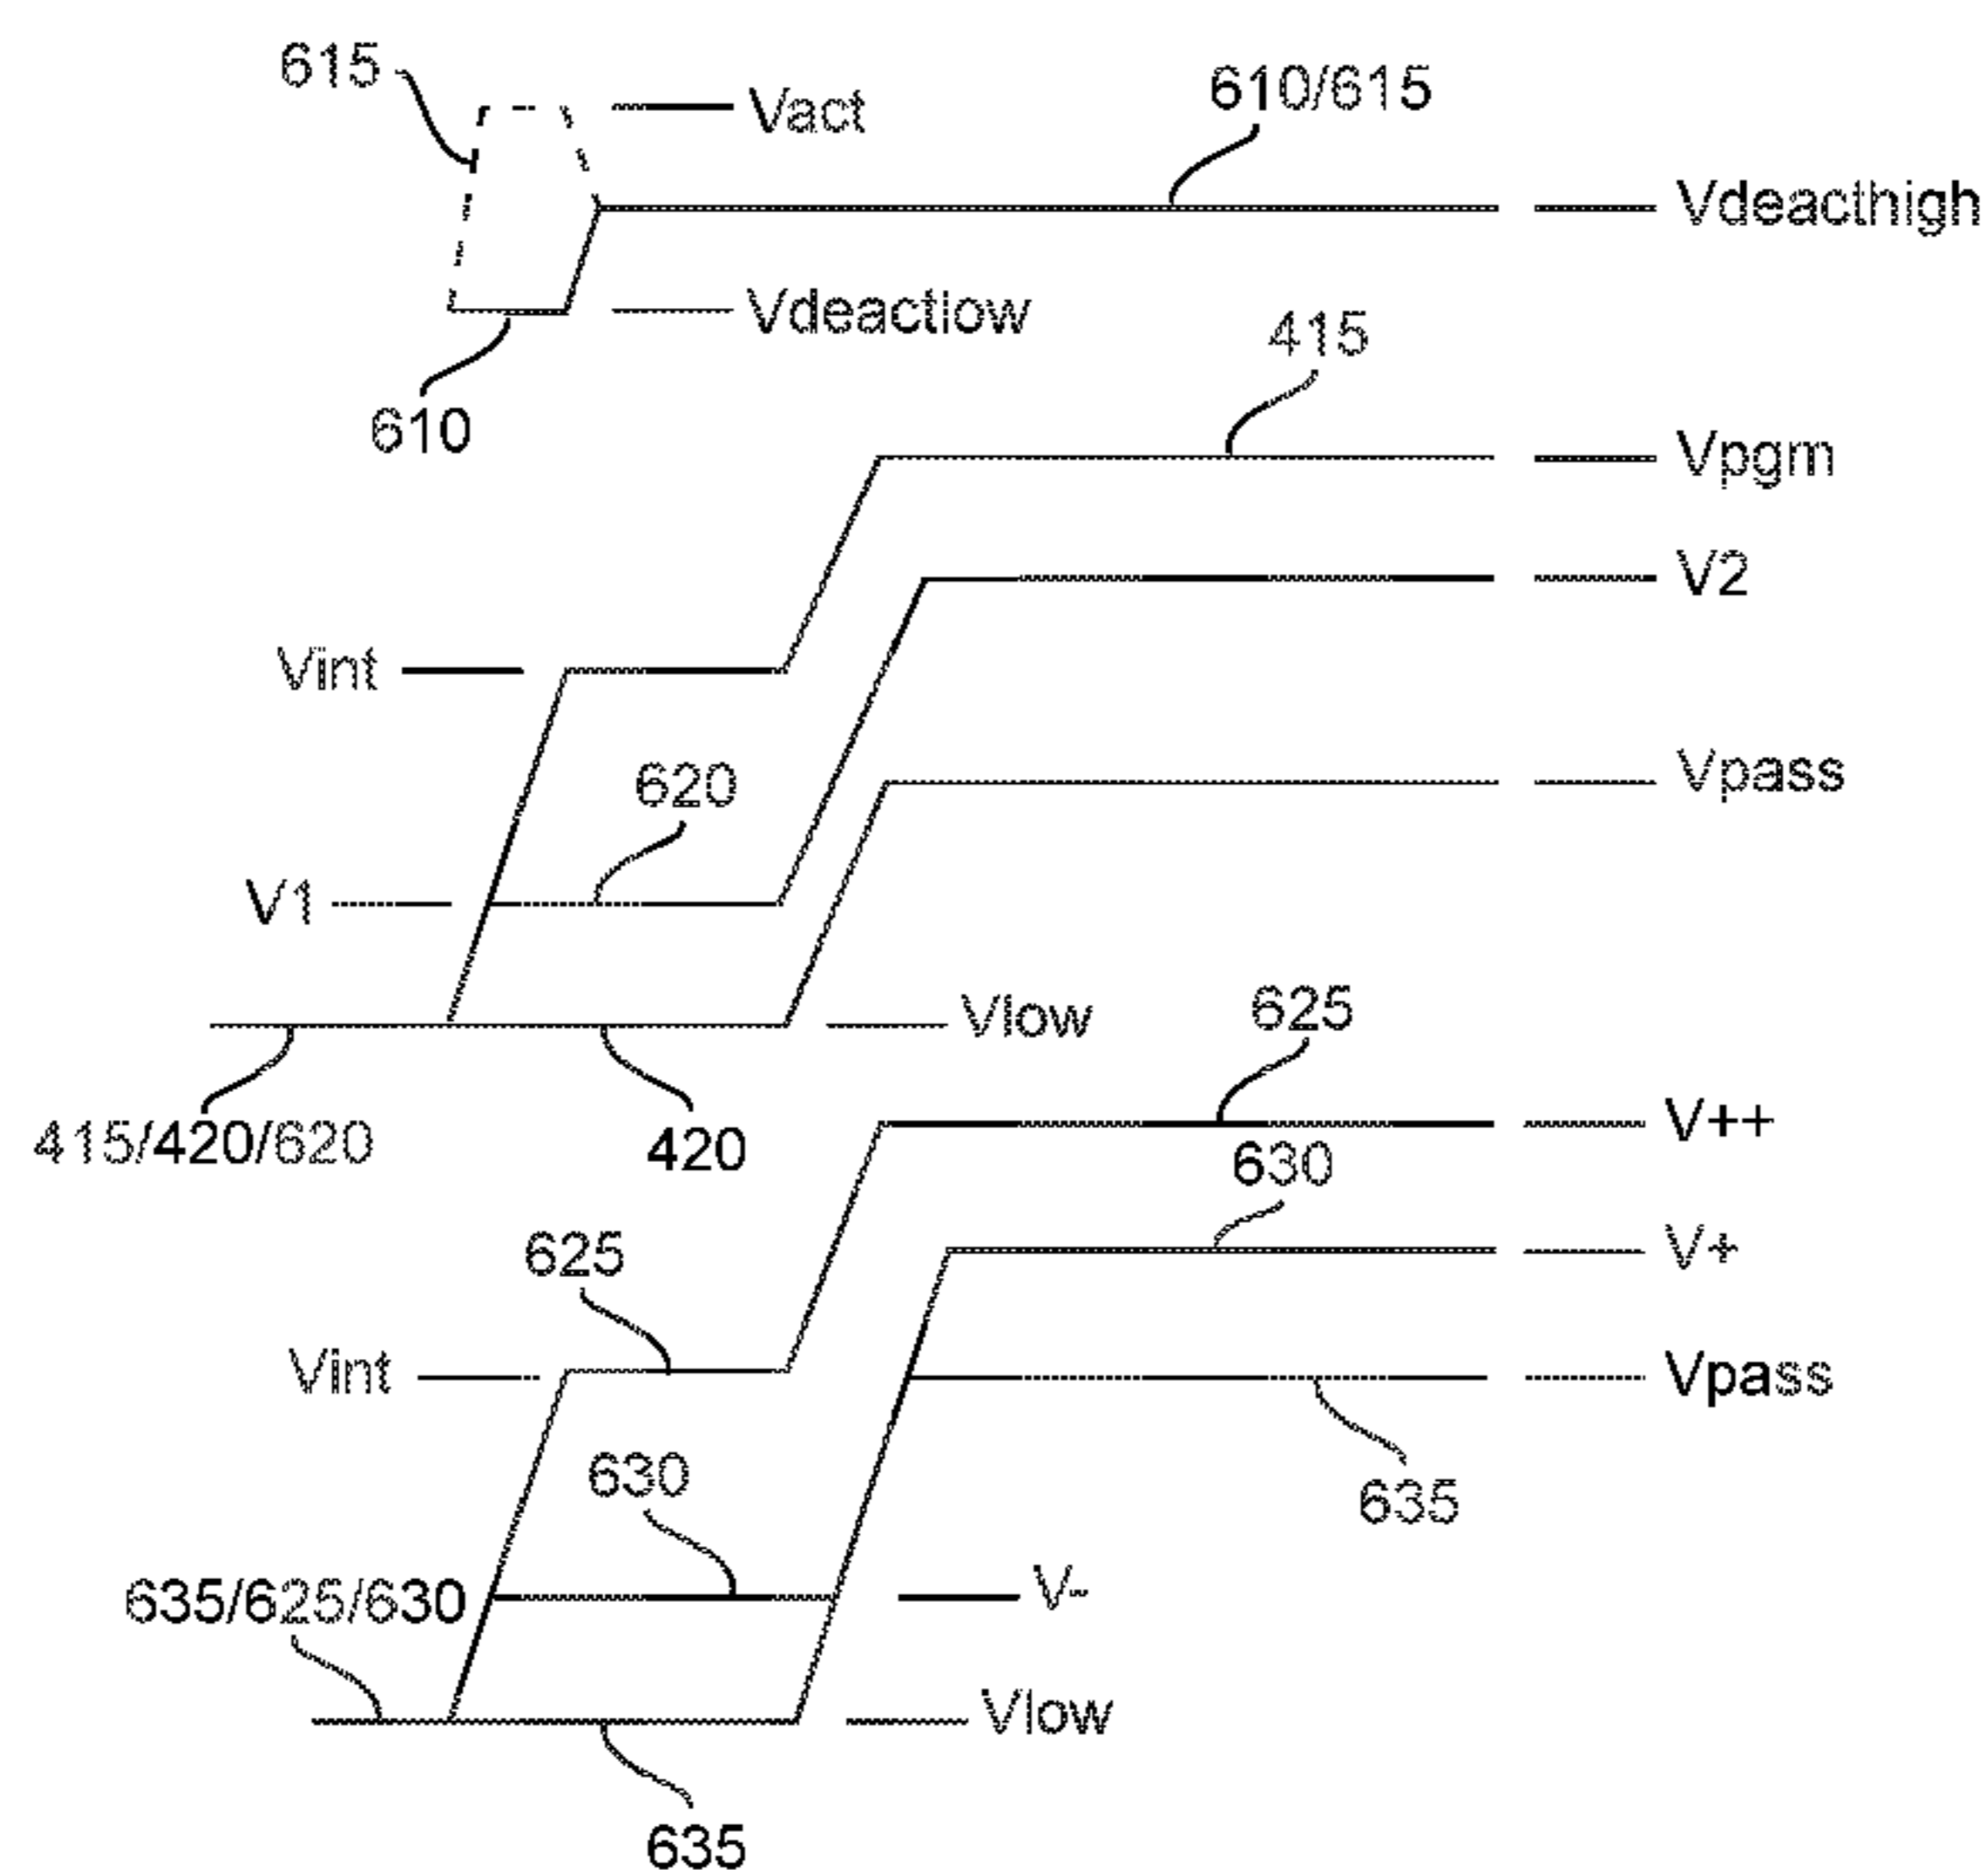 615
Vact
610/615
Vdeacthigh
Vdeactlow
610
415
Vpgm
V2
Vint
620
Vpass
V1
Vlow
625
415/420/620
420
V++
630
625
V+
Vint
Vpass
630
635
635/625/630
V-
Vlow
635